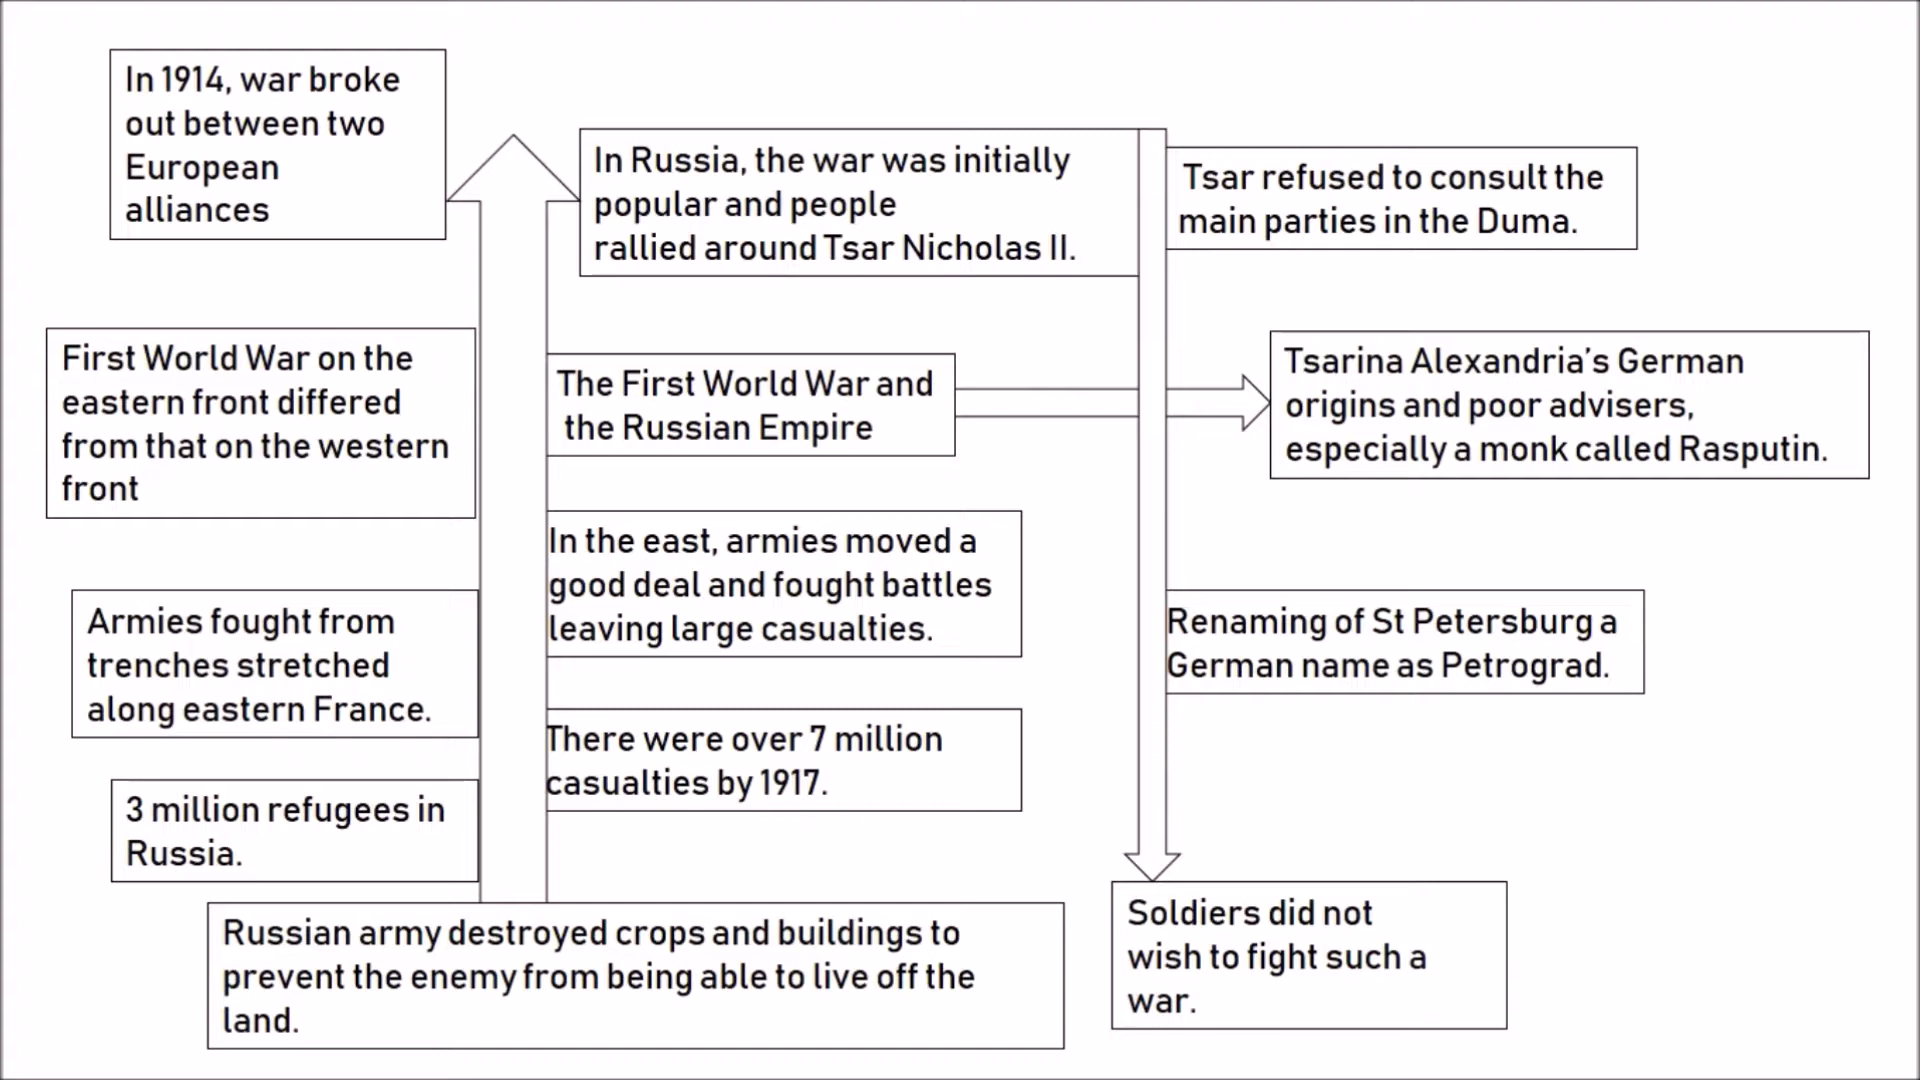 In 1914, war broke
out between two
European
alliances
In Russia, the war was initially
popular and people
rallied around Tsar Nicholas II.
Tsar refused to consult the
main parties in the Duma.
First World War on the
eastern front differed
from that on the western
front
The First World War and
the Russian Empire
Tsarina Alexandria’s German
origins and poor advisers,
especially a monk called Rasputin.
In the east, armies moved a
good deal and fought battles
leaving large casualties.
Armies fought from
trenches stretched
along eastern France.
Renaming of St Petersburg a
German name as Petrograd.
There were over 7 million
casualties by 1917.
3 million refugees in
Russia.
Russian army destroyed crops and buildings to
prevent the enemy from being able to live off the
land.
Soldiers did not
wish to fight such a
war.